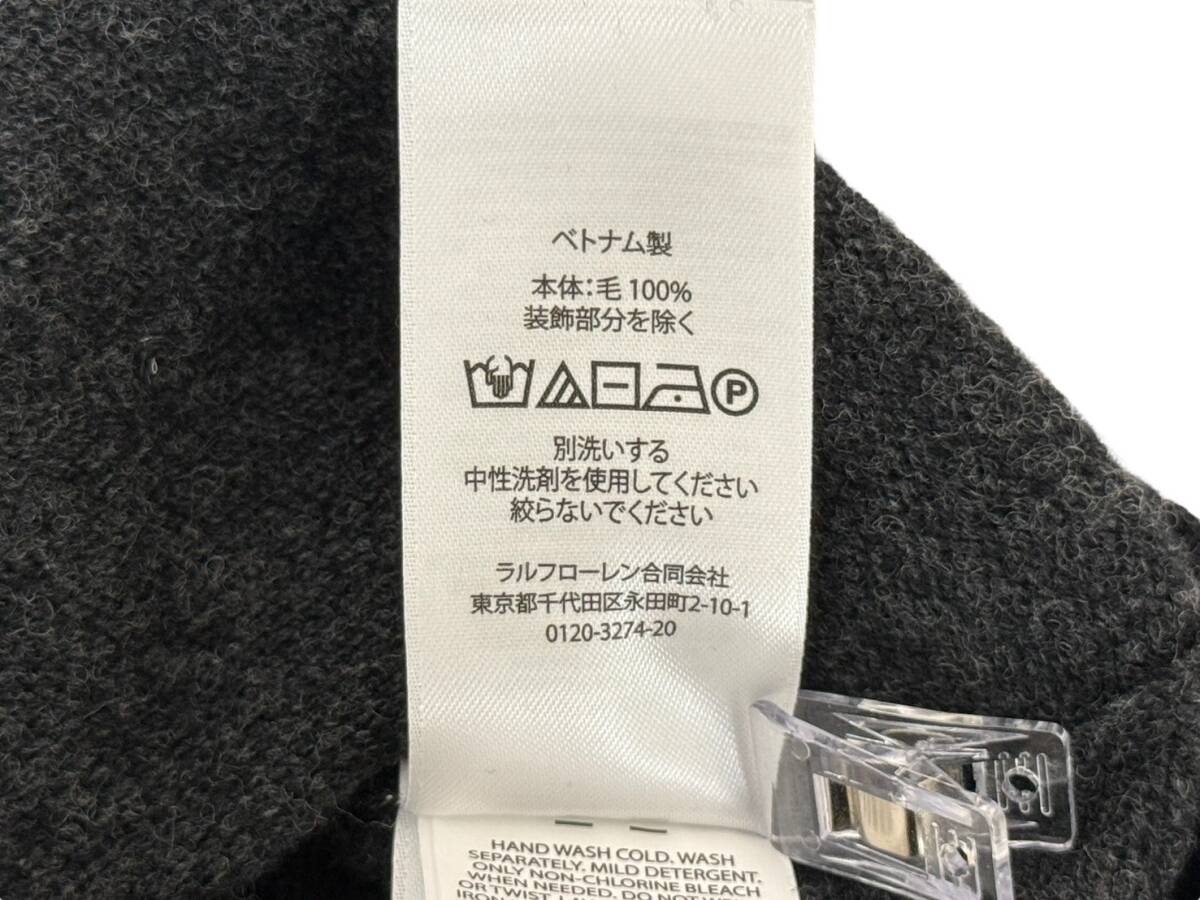 ベトナム製
本体:毛 100%
装飾部分を除く
P
別洗いする
中性洗剤を使用してください
絞らないでください
ラルフローレン合同会社
東京都千代田区永田町2-10-1
0120-3274-20
HAND WASH COLD. WASH
SEPARATELY. MILD DETERGENT.
ONLY NON-CHLORINE BLEACH
WHEN NEEDED. DO NOT
OR TWIST.